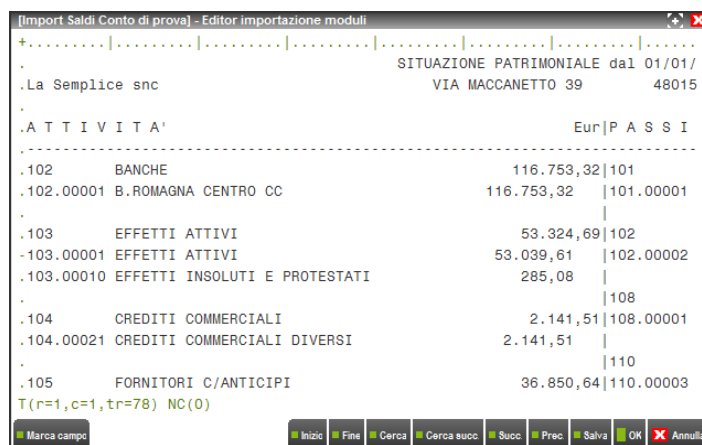 [Import Saldi Conto di prova] - Editor importazione moduli
+.........|.........|.........|.........|.........|.........|.........|......
. SITUAZIONE PATRIMONIALE dal 01/01/
.La Semplice snc VIA MACCANETTO 39 48015
.
.A T T I V I T A' Eur|P A S S I
.--------------------------------------------------------------------------
.102 BANCHE 116.753,32|101
.102.00001 B.ROMAGNA CENTRO CC 116.753,32 |101.00001
. |
.103 EFFETTI ATTIVI 53.324,69|102
-103.00001 EFFETTI ATTIVI 53.039,61 |102.00002
.103.00010 EFFETTI INSOLUTI E PROTESTATI 285,08 |
. |108
.104 CREDITI COMMERCIALI 2.141,51|108.00001
.104.00021 CREDITI COMMERCIALI DIVERSI 2.141,51 |
. |110
.105 FORNITORI C/ANTICIPI 36.850,64|110.00003
T(r=1,c=1,tr=78) NC(0)
Marca campo Inizio Fine Cerca Cerca succ. Succ. Prec. Salva OK Annulla